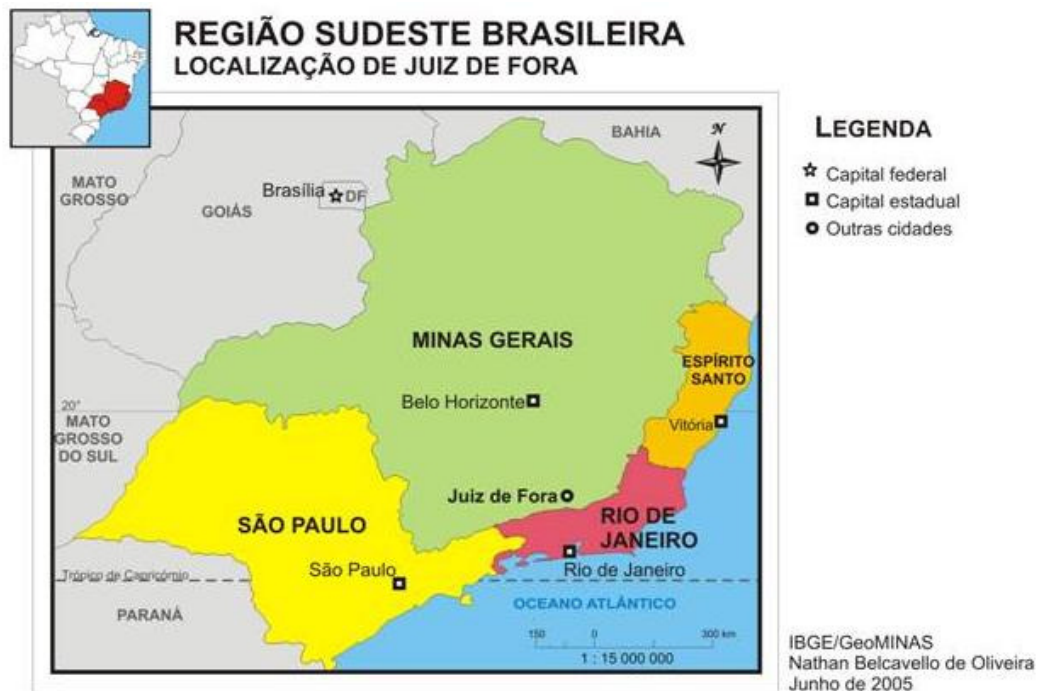 REGIÃO SUDESTE BRASILEIRA
LOCALIZAÇÃO DE JUIZ DE FORA
BAHIA
N
MATO
GROSSO
Brasília
DF
GOIÁS
MINAS GERAIS
ESPÍRITO
SANTO
Belo Horizonte
20°
MATO
GROSSO
DO SUL
Vitória
Juiz de Fora
SÃO PAULO
RIO DE
JANEIRO
São Paulo
Rio de Janeiro
Trópico de Capricórnio
PARANÁ
OCEANO ATLÂNTICO
150 0 300 km
1 : 15 000 000
LEGENDA
Capital federal
Capital estadual
Outras cidades
IBGE/GeoMINAS
Nathan Belcavello de Oliveira
Junho de 2005